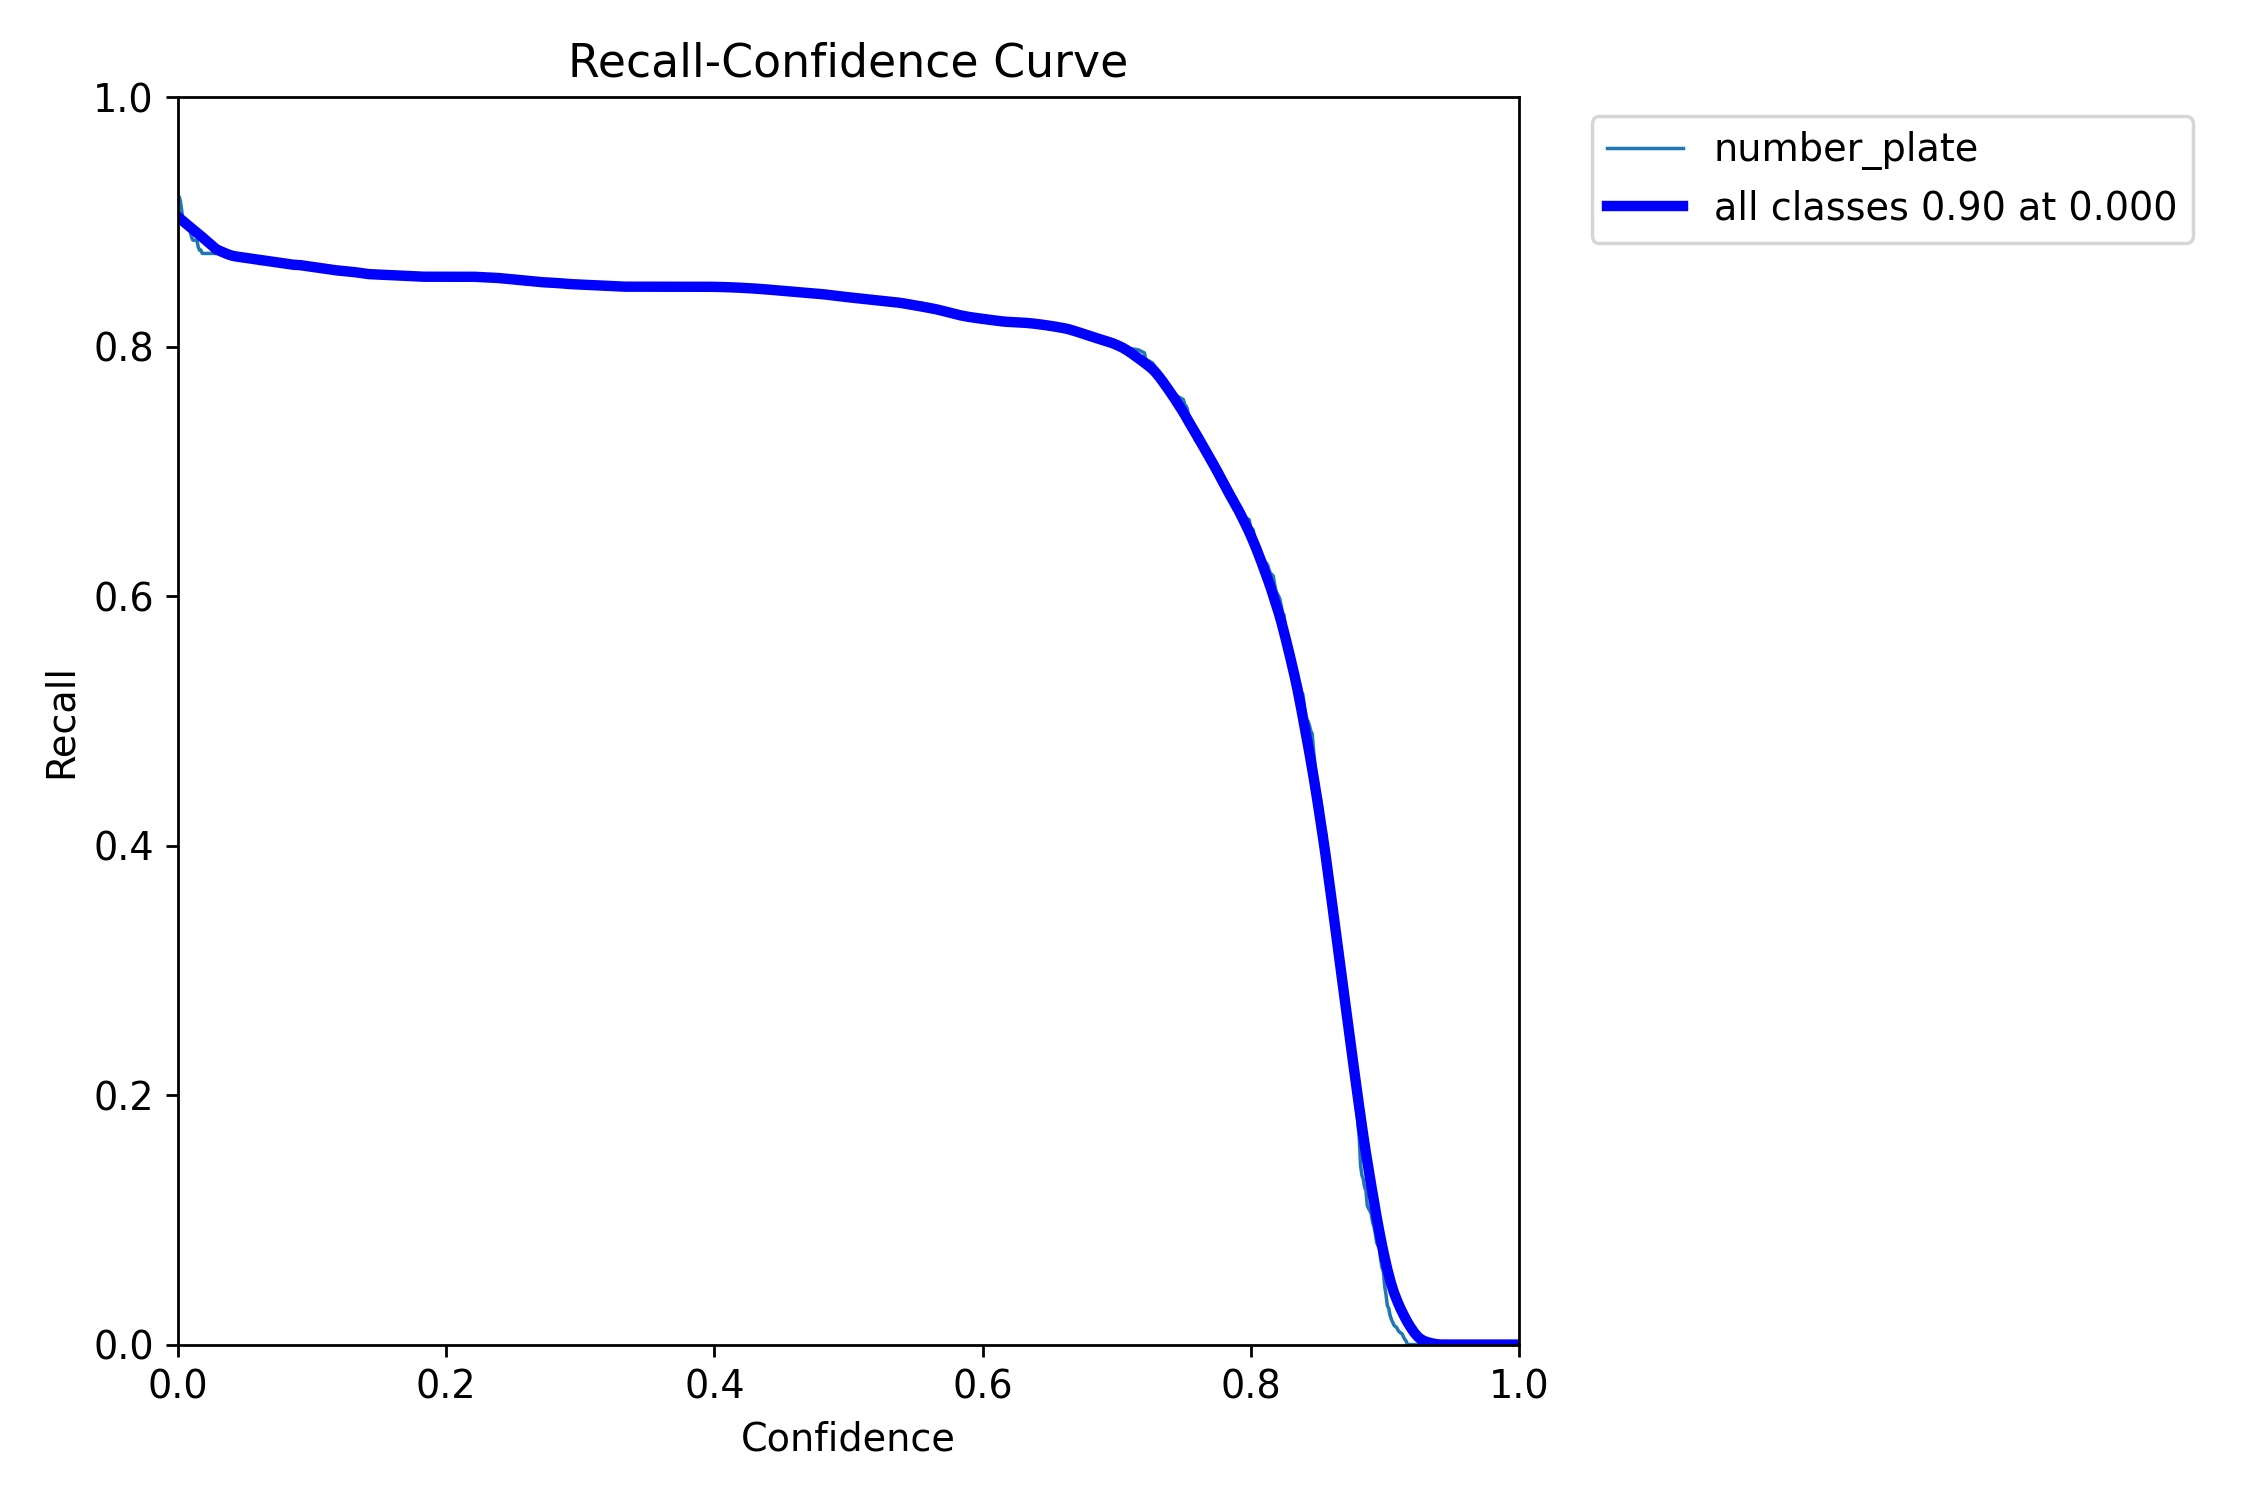 Recall-Confidence Curve
number_plate
all classes 0.90 at 0.000
1.0
0.8
0.6
0.4
0.2
0.0
Recall
0.0 0.2 0.4 0.6 0.8 1.0
Confidence